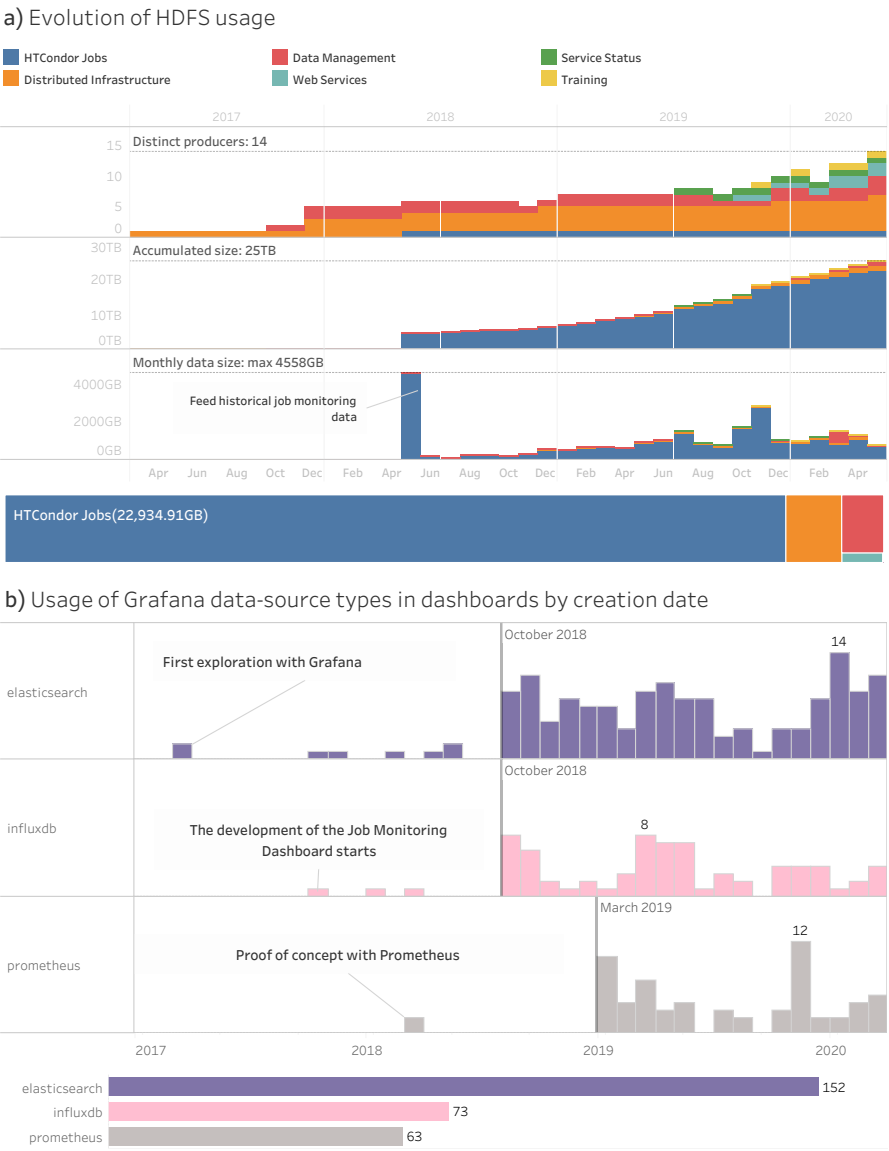 a) Evolution of HDFS usage
HTCondor Jobs
Data Management
Service Status
Distributed Infrastructure
Web Services
Training
2017
2018
2019
2020
Distinct producers: 14
15
10
5
0
Accumulated size: 25TB
30TB
20TB
10TB
0TB
Monthly data size: max 4558GB
4000GB
2000GB
0GB
Feed historical job monitoring
data
Apr Jun Aug Oct Dec Feb Apr Jun Aug Oct Dec Feb Apr Jun Aug Oct Dec Feb Apr
HTCondor Jobs(22,934.91GB)
b) Usage of Grafana data-source types in dashboards by creation date
October 2018
14
First exploration with Grafana
elasticsearch
October 2018
8
The development of the Job Monitoring
Dashboard starts
influxdb
March 2019
12
Proof of concept with Prometheus
prometheus
2017
2018
2019
2020
elasticsearch 152
influxdb 73
prometheus 63